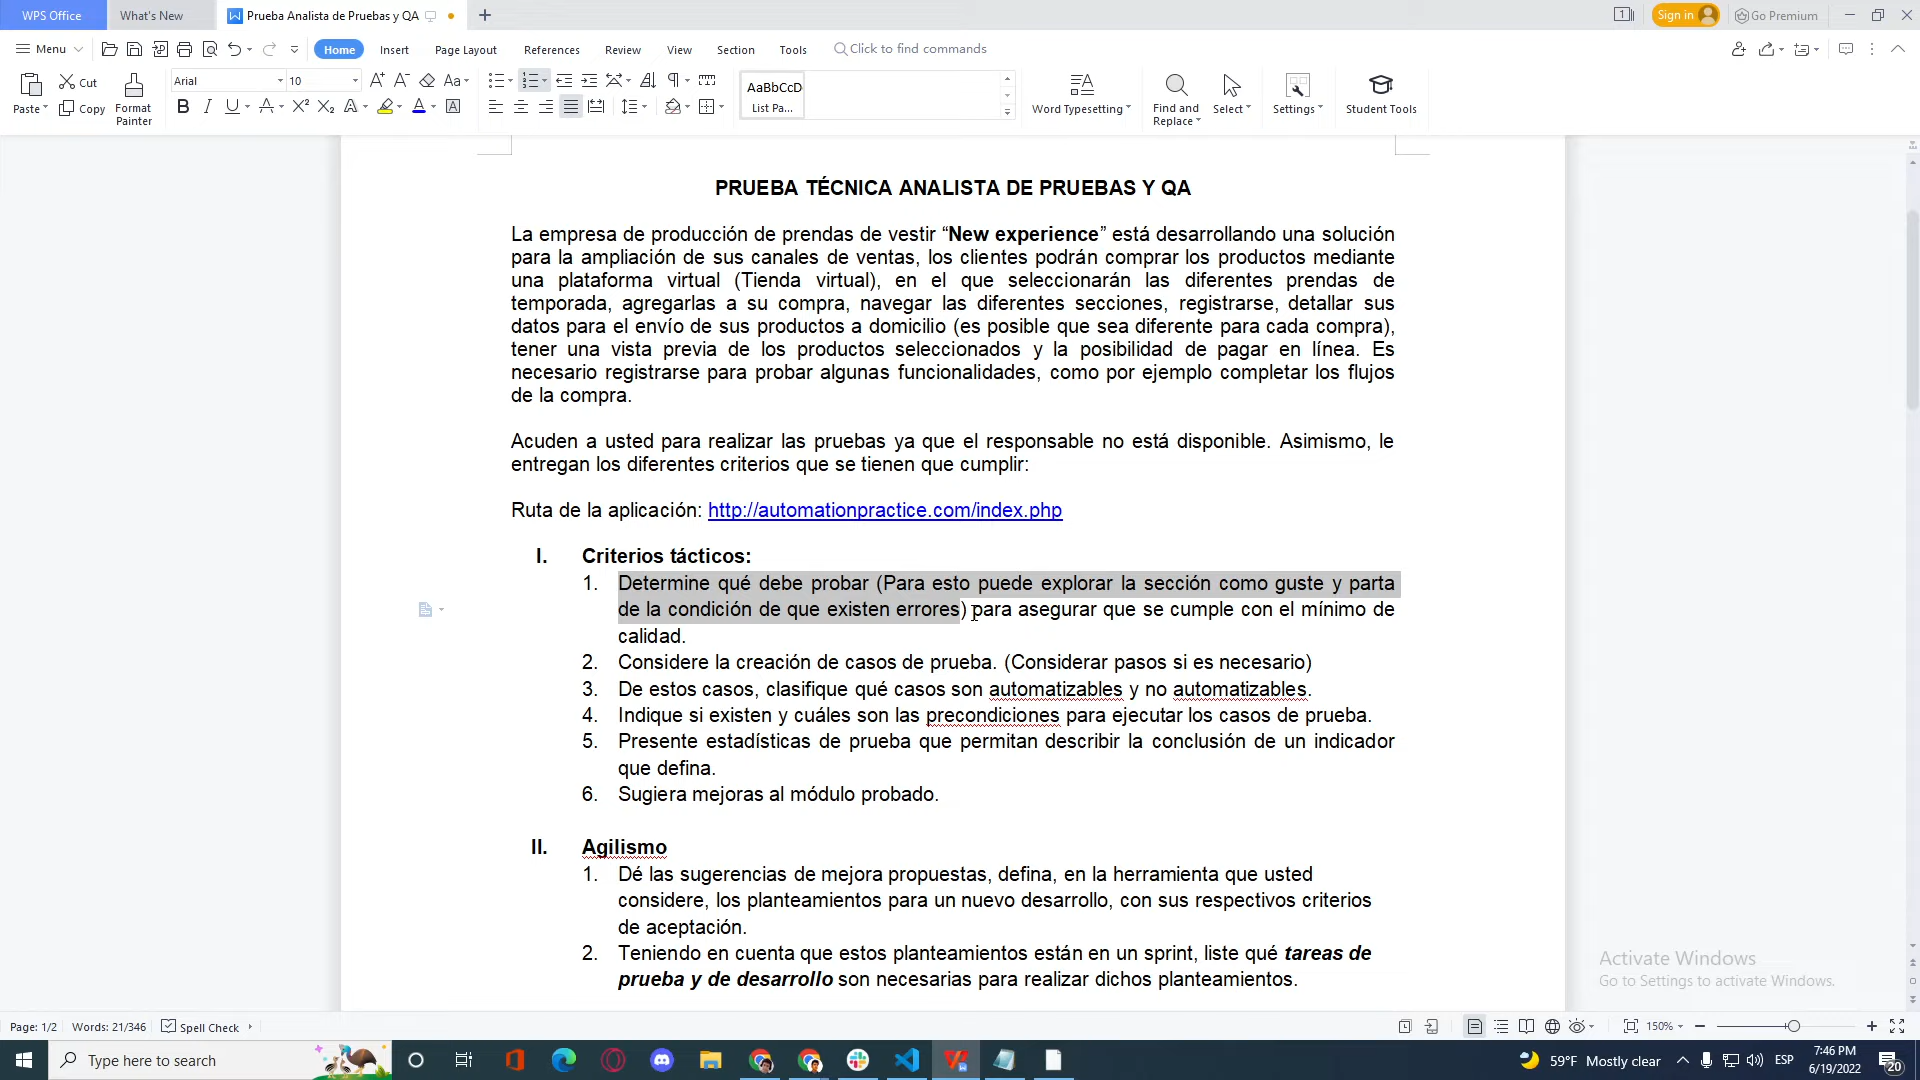 WPS Office
What's New
Prueba Analista de Pruebas y QA
1
Sign in
Go Premium
Menu
Home
Insert
Page Layout
References
Review
View
Section
Tools
Click to find commands
Paste
Cut
Copy
Format Painter
Arial
10
AaBbCcD
List Pa...
Word Typesetting
Find and Replace
Select
Settings
Student Tools
PRUEBA TÉCNICA ANALISTA DE PRUEBAS Y QA
La empresa de producción de prendas de vestir “New experience” está desarrollando una solución
para la ampliación de sus canales de ventas, los clientes podrán comprar los productos mediante
una plataforma virtual (Tienda virtual), en el que seleccionarán las diferentes prendas de
temporada, agregarlas a su compra, navegar las diferentes secciones, registrarse, detallar sus
datos para el envío de sus productos a domicilio (es posible que sea diferente para cada compra),
tener una vista previa de los productos seleccionados y la posibilidad de pagar en línea. Es
necesario registrarse para probar algunas funcionalidades, como por ejemplo completar los flujos
de la compra.
Acuden a usted para realizar las pruebas ya que el responsable no está disponible. Asimismo, le
entregan los diferentes criterios que se tienen que cumplir:
Ruta de la aplicación: http://automationpractice.com/index.php
I. Criterios tácticos:
1. Determine qué debe probar (Para esto puede explorar la sección como guste y parta
de la condición de que existen errores) para asegurar que se cumple con el mínimo de
calidad.
2. Considere la creación de casos de prueba. (Considerar pasos si es necesario)
3. De estos casos, clasifique qué casos son automatizables y no automatizables.
4. Indique si existen y cuáles son las precondiciones para ejecutar los casos de prueba.
5. Presente estadísticas de prueba que permitan describir la conclusión de un indicador
que defina.
6. Sugiera mejoras al módulo probado.
II. Agilismo
1. Dé las sugerencias de mejora propuestas, defina, en la herramienta que usted
considere, los planteamientos para un nuevo desarrollo, con sus respectivos criterios
de aceptación.
2. Teniendo en cuenta que estos planteamientos están en un sprint, liste qué tareas de
prueba y de desarrollo son necesarias para realizar dichos planteamientos.
Activate Windows
Go to Settings to activate Windows.
Page: 1/2
Words: 21/346
Spell Check
150%
Type here to search
59°F Mostly clear
ESP
7:46 PM
6/19/2022
20